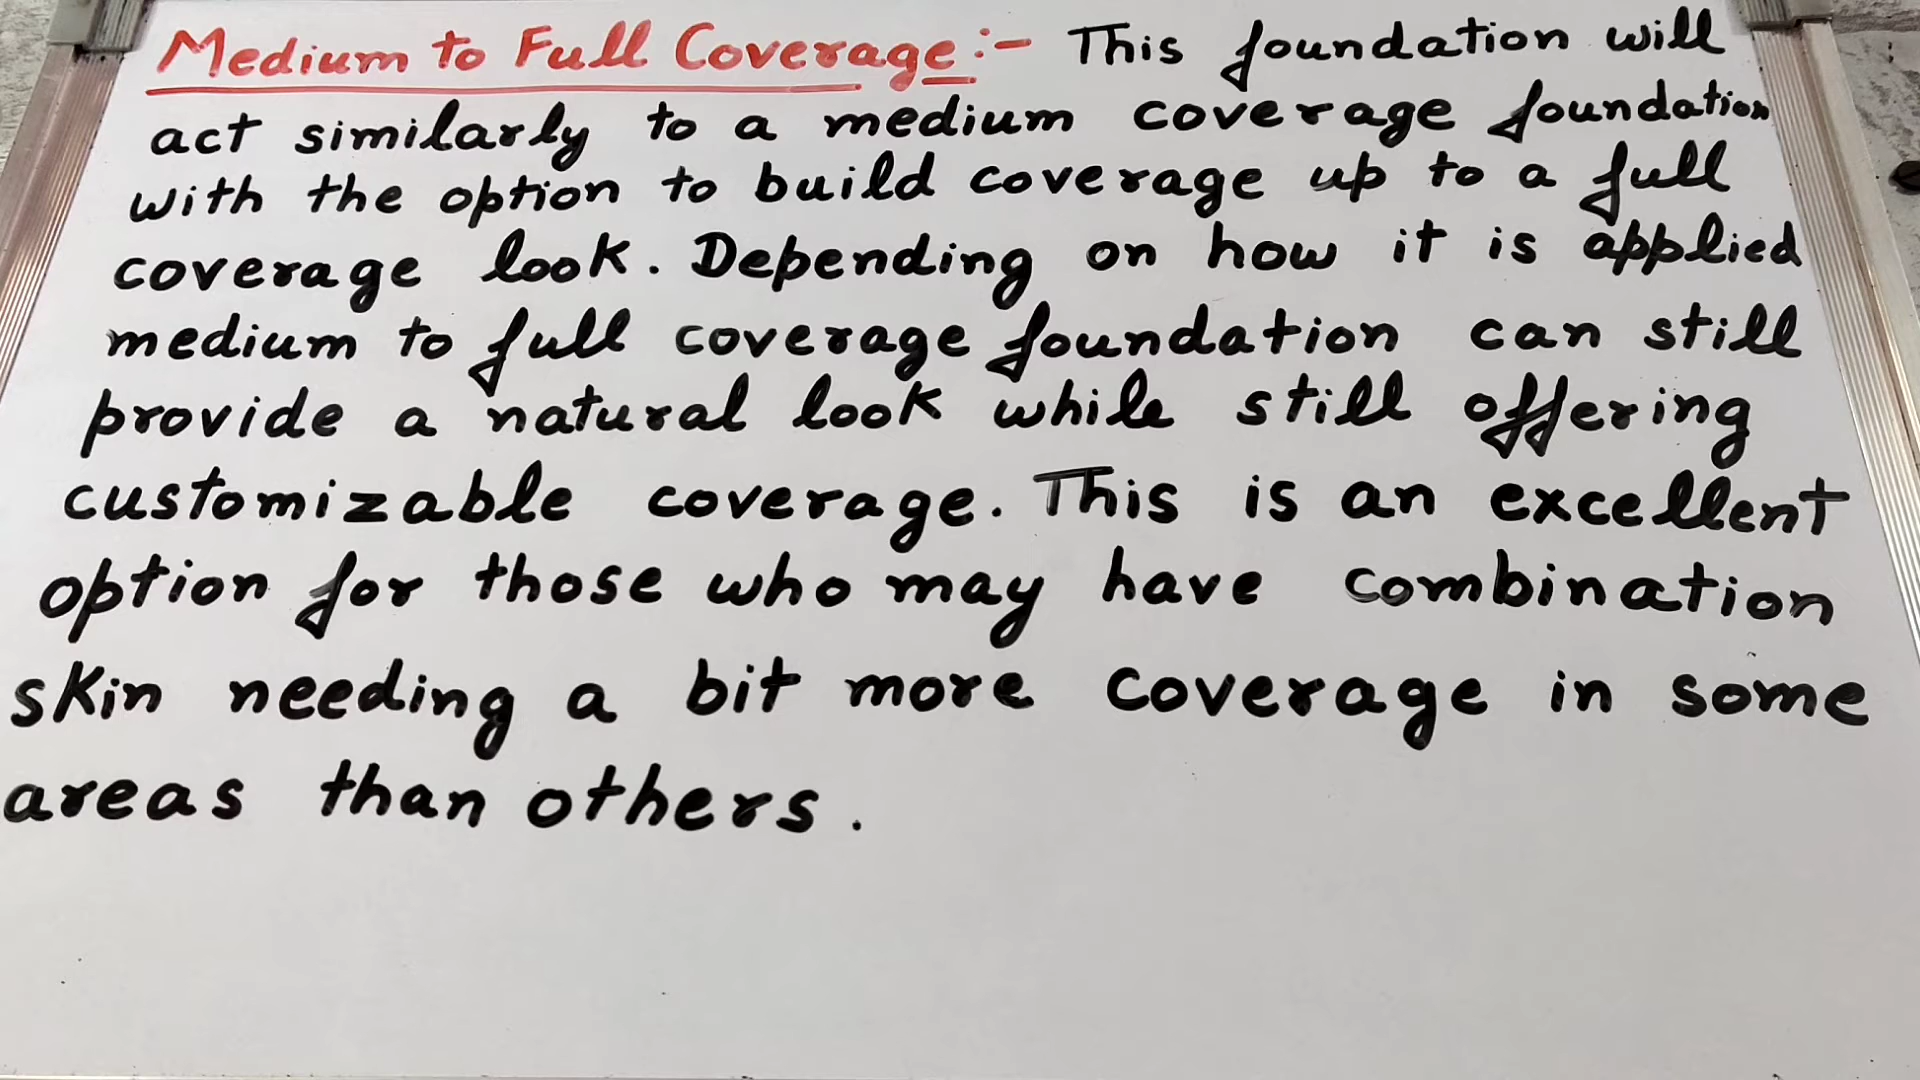 Medium to Full Coverage:- This foundation will
act similarly to a medium coverage foundation
with the option to build coverage up to a full
coverage look. Depending on how it is applied
medium to full coverage foundation can still
provide a natural look while still offering
customizable coverage. This is an excellent
option for those who may have combination
skin needing a bit more coverage in some
areas than others.